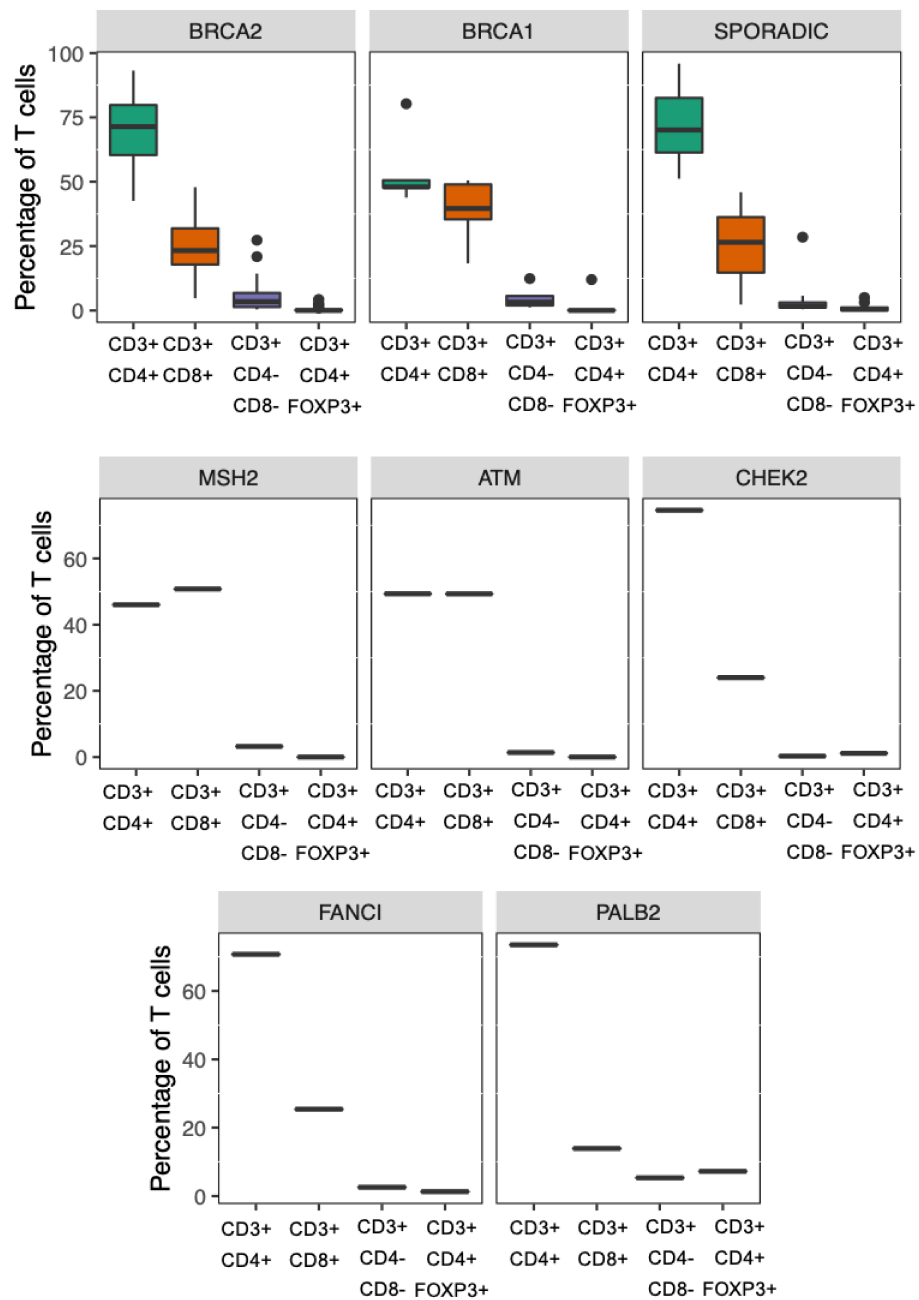 BRCA2 BRCA1 SPORADIC
Percentage of T cells
100
75
50
25
0
CD3+ CD3+ CD3+ CD3+ CD3+ CD3+ CD3+ CD3+ CD3+ CD3+ CD3+ CD3+
CD4+ CD8+ CD4- CD4+ CD4+ CD8+ CD4- CD4+ CD4+ CD8+ CD4- CD4+
CD8- FOXP3+ CD8- FOXP3+ CD8- FOXP3+
MSH2 ATM CHEK2
Percentage of T cells
60
40
20
0
CD3+ CD3+ CD3+ CD3+ CD3+ CD3+ CD3+ CD3+ CD3+ CD3+ CD3+ CD3+
CD4+ CD8+ CD4- CD4+ CD4+ CD8+ CD4- CD4+ CD4+ CD8+ CD4- CD4+
CD8- FOXP3+ CD8- FOXP3+ CD8- FOXP3+
FANCI PALB2
Percentage of T cells
60
40
20
0
CD3+ CD3+ CD3+ CD3+ CD3+ CD3+ CD3+ CD3+
CD4+ CD8+ CD4- CD4+ CD4+ CD8+ CD4- CD4+
CD8- FOXP3+ CD8- FOXP3+